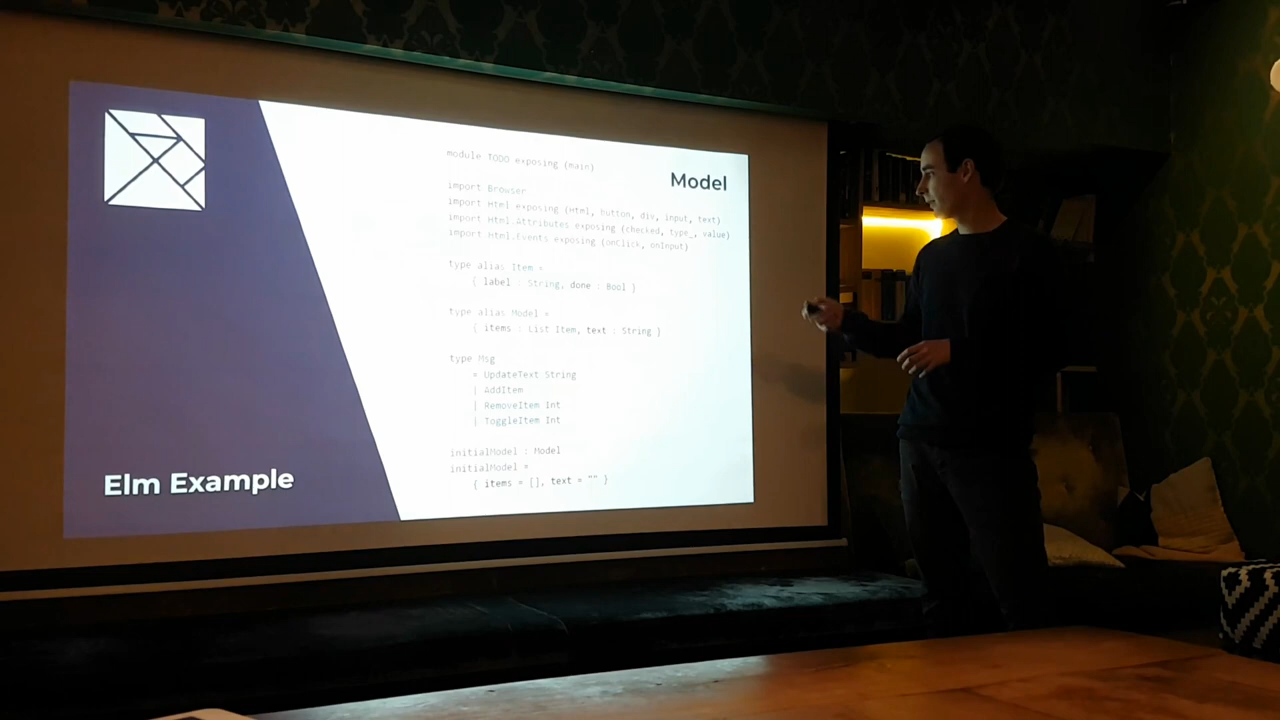 module TODO exposing (main)
Model
import Browser
import Html exposing (Html, button, div, input, text)
import Html.Attributes exposing (checked, type_, value)
import Html.Events exposing (onClick, onInput)
type alias Item =
{ label : String, done : Bool }
type alias Model =
{ items : List Item, text : String }
type Msg
= UpdateText String
| AddItem
| RemoveItem Int
| ToggleItem Int
initialModel : Model
initialModel =
{ items = [], text = "" }
Elm Example